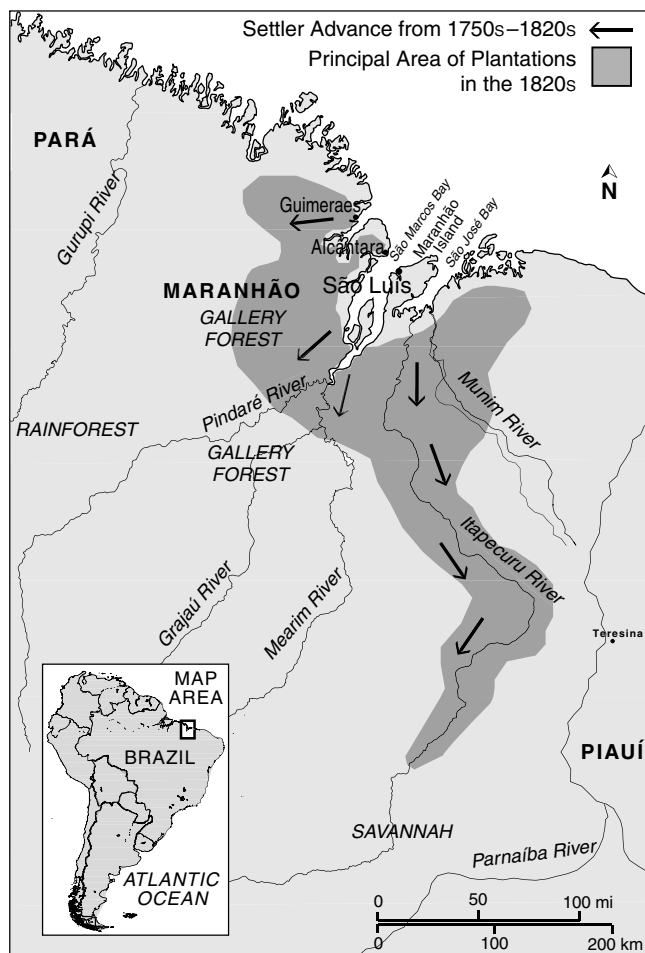 Settler Advance from 1750s–1820s
Principal Area of Plantations
in the 1820s
PARÁ
N
Gurupi River
Guimeraes
Alcântara
São Marcos Bay
Maranhão
Island
São José Bay
São Luís
MARANHÃO
GALLERY
FOREST
Pindaré River
Munim River
RAINFOREST
GALLERY
FOREST
Itapecuru River
Grajaú River
Mearim River
Teresina
MAP
AREA
BRAZIL
ATLANTIC
OCEAN
PIAUÍ
SAVANNAH
Parnaíba River
0 50 100 mi
0 100 200 km